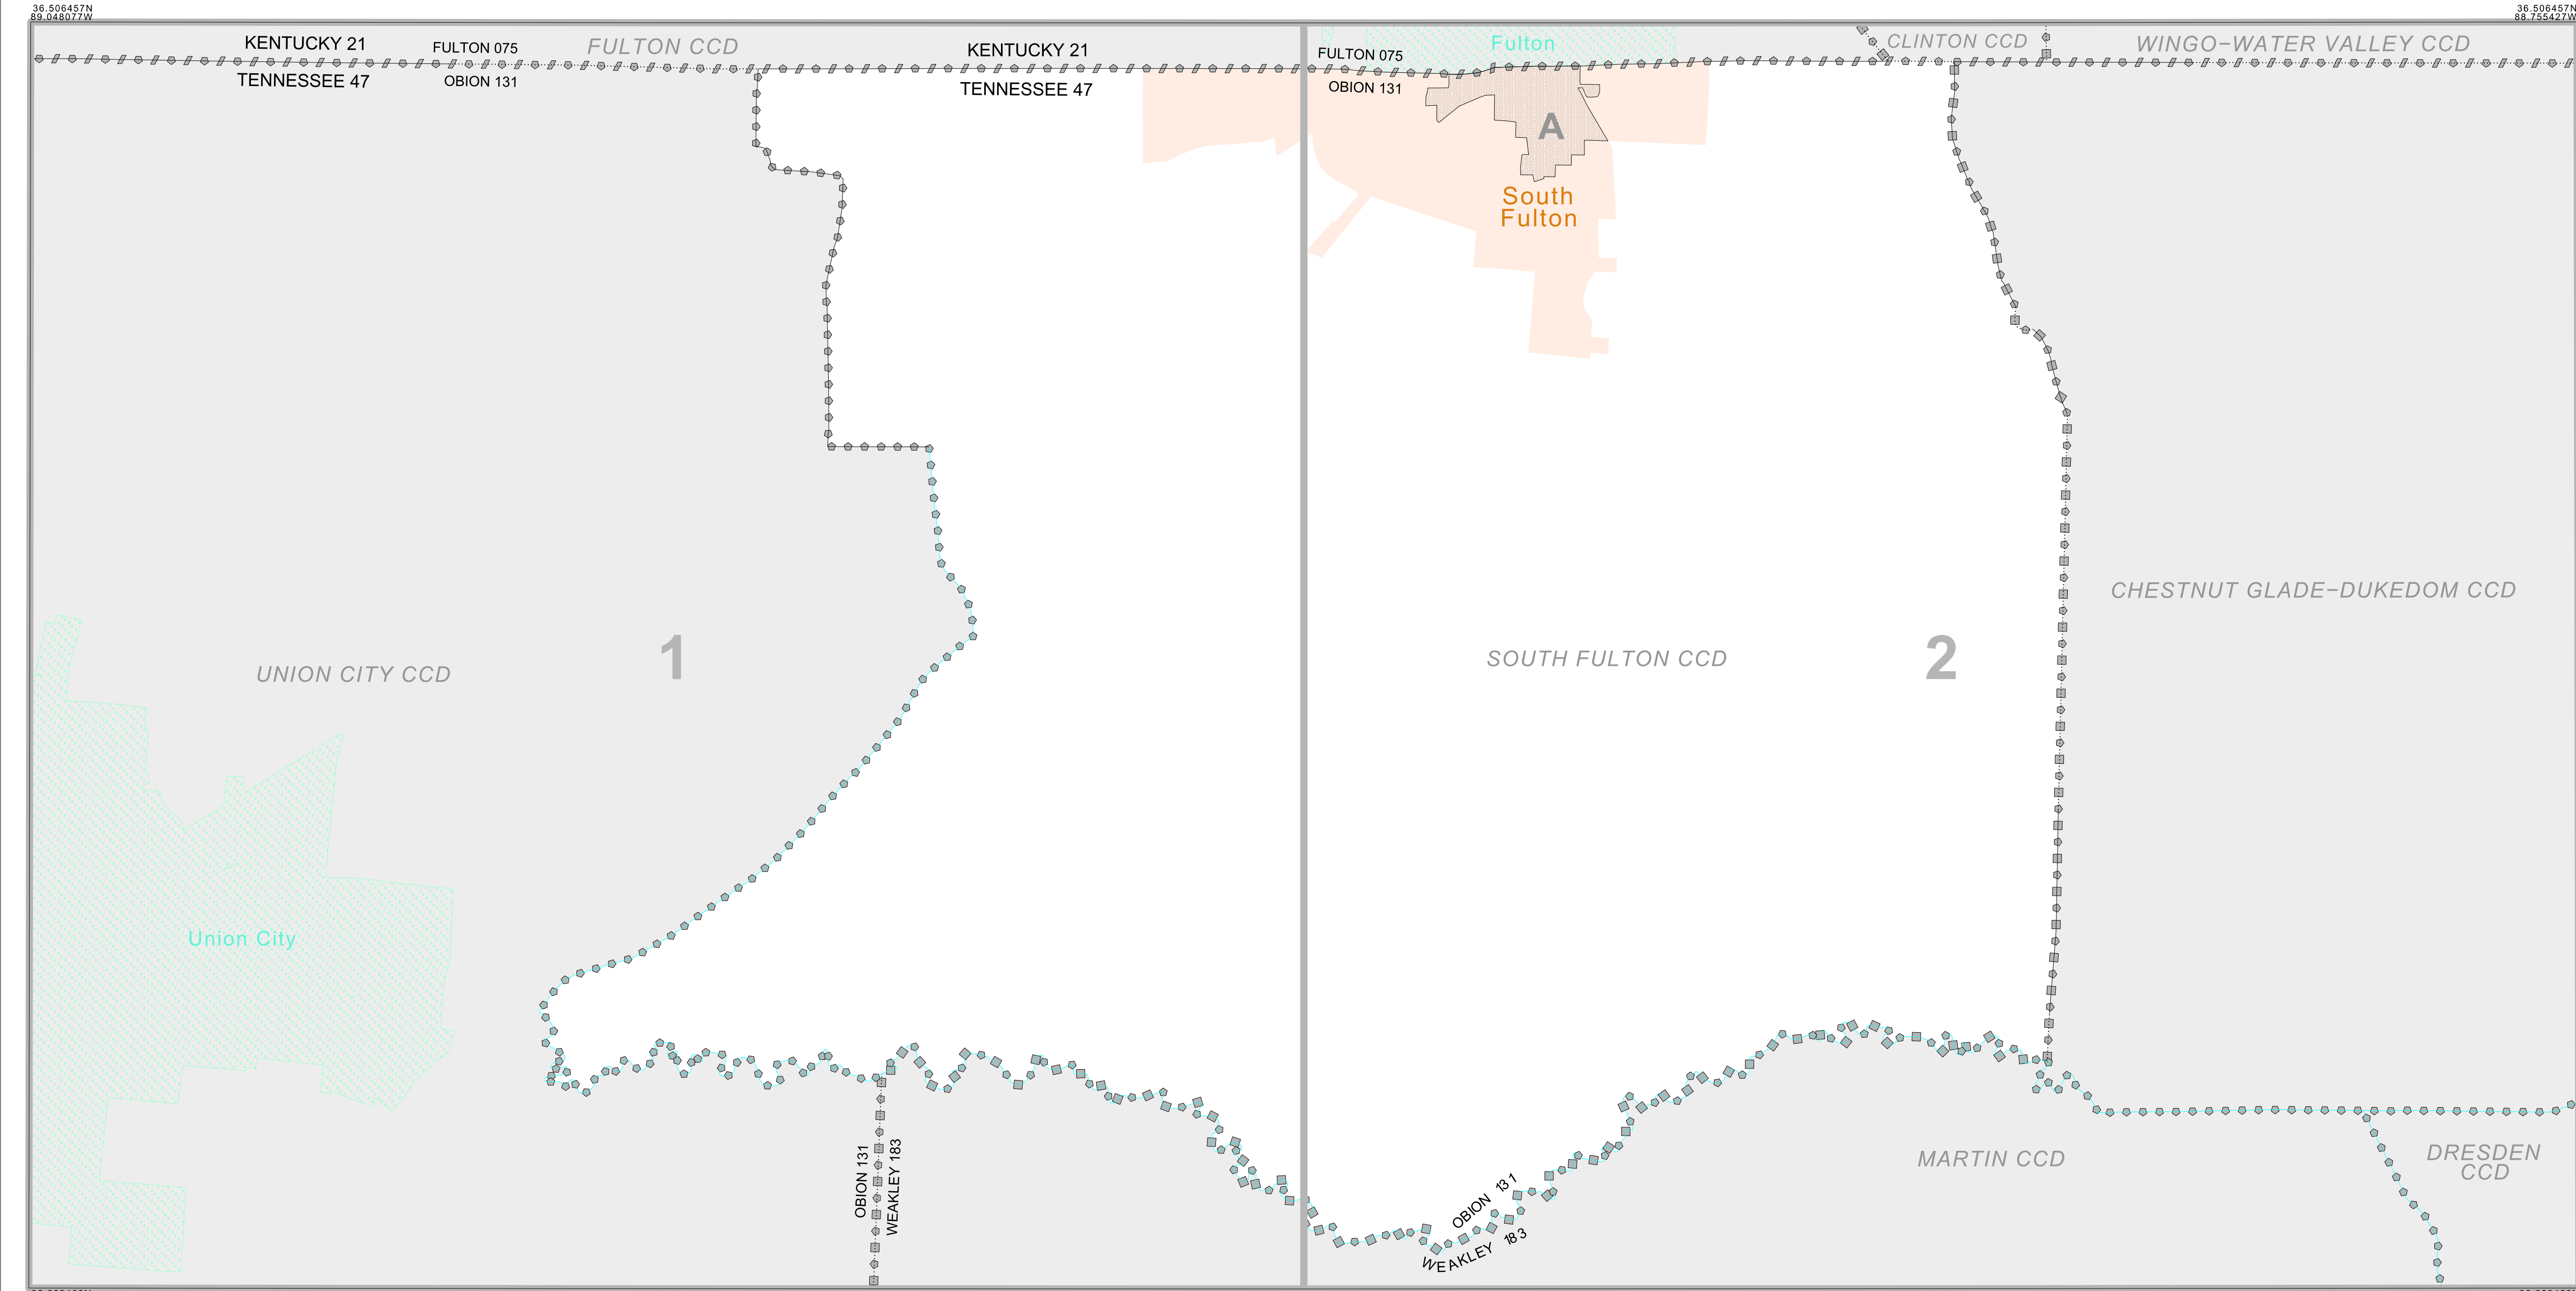 36.506457N
89.048077W
36.506457N
88.755427W
KENTUCKY 21
FULTON 075
FULTON CCD
KENTUCKY 21
FULTON 075
Fulton
CLINTON CCD
WINGO-WATER VALLEY CCD
TENNESSEE 47
OBION 131
TENNESSEE 47
OBION 131
A
South
Fulton
CHESTNUT GLADE-DUKEDOM CCD
UNION CITY CCD
1
SOUTH FULTON CCD
2
Union City
OBION 131
WEAKLEY 183
OBION 131
WEAKLEY 183
MARTIN CCD
DRESDEN
CCD